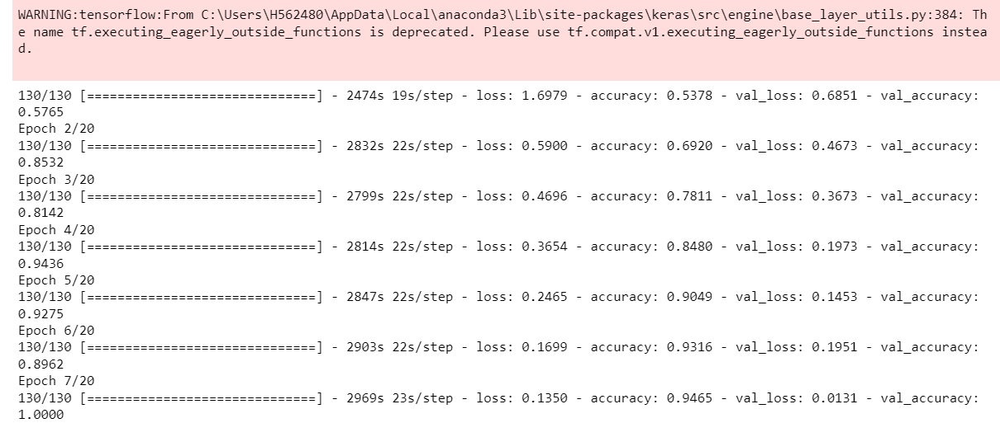 WARNING:tensorflow:From C:\Users\H562480\AppData\Local\anaconda3\Lib\site-packages\keras\src\engine\base_layer_utils.py:384: Th
e name tf.executing_eagerly_outside_functions is deprecated. Please use tf.compat.v1.executing_eagerly_outside_functions instea
d.
130/130 [==============================] - 2474s 19s/step - loss: 1.6979 - accuracy: 0.5378 - val_loss: 0.6851 - val_accuracy:
0.5765
Epoch 2/20
130/130 [==============================] - 2832s 22s/step - loss: 0.5900 - accuracy: 0.6920 - val_loss: 0.4673 - val_accuracy:
0.8532
Epoch 3/20
130/130 [==============================] - 2799s 22s/step - loss: 0.4696 - accuracy: 0.7811 - val_loss: 0.3673 - val_accuracy:
0.8142
Epoch 4/20
130/130 [==============================] - 2814s 22s/step - loss: 0.3654 - accuracy: 0.8480 - val_loss: 0.1973 - val_accuracy:
0.9436
Epoch 5/20
130/130 [==============================] - 2847s 22s/step - loss: 0.2465 - accuracy: 0.9049 - val_loss: 0.1453 - val_accuracy:
0.9275
Epoch 6/20
130/130 [==============================] - 2903s 22s/step - loss: 0.1699 - accuracy: 0.9316 - val_loss: 0.1951 - val_accuracy:
0.8962
Epoch 7/20
130/130 [==============================] - 2969s 23s/step - loss: 0.1350 - accuracy: 0.9465 - val_loss: 0.0131 - val_accuracy:
1.0000